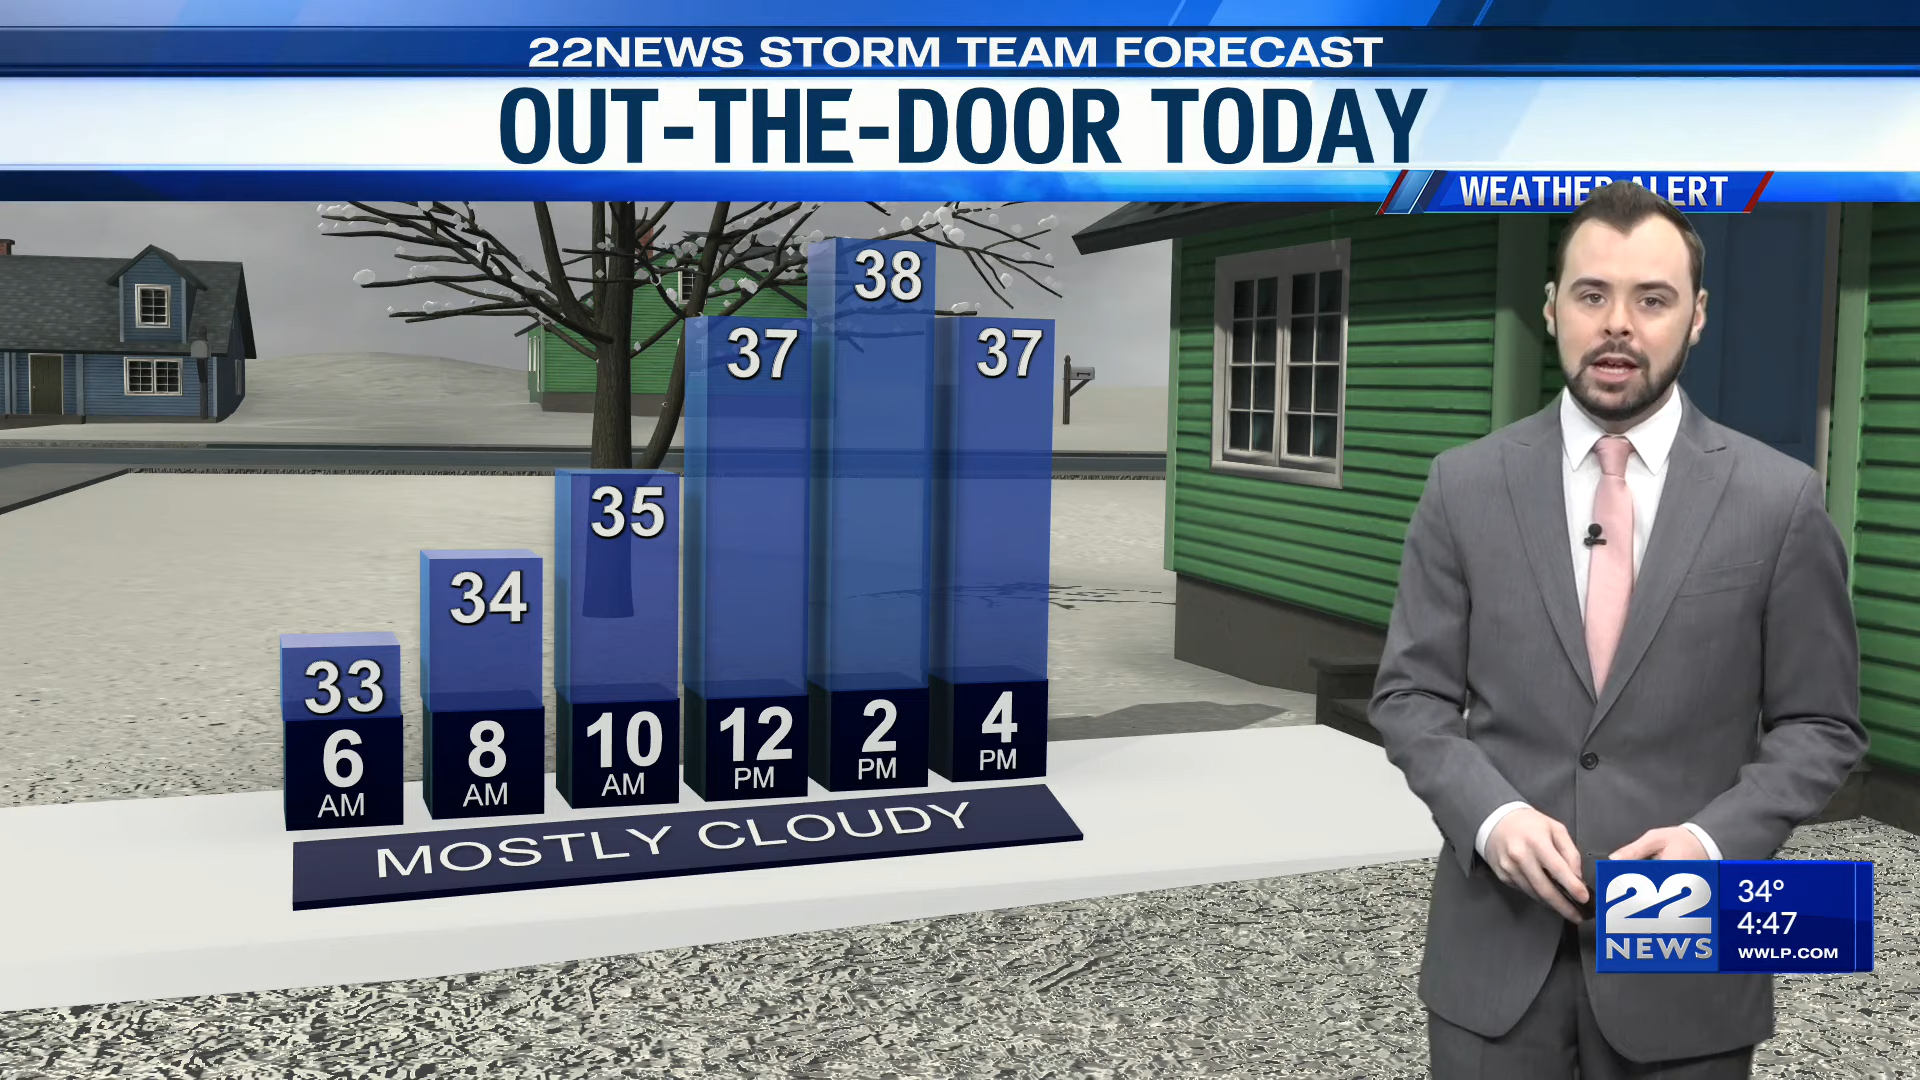 22NEWS STORM TEAM FORECAST
OUT-THE-DOOR TODAY
WEATHER ALERT
33
34
35
37
38
37
6
AM
8
AM
10
AM
12
PM
2
PM
4
PM
MOSTLY CLOUDY
22
NEWS
34°
4:47
WWLP.COM